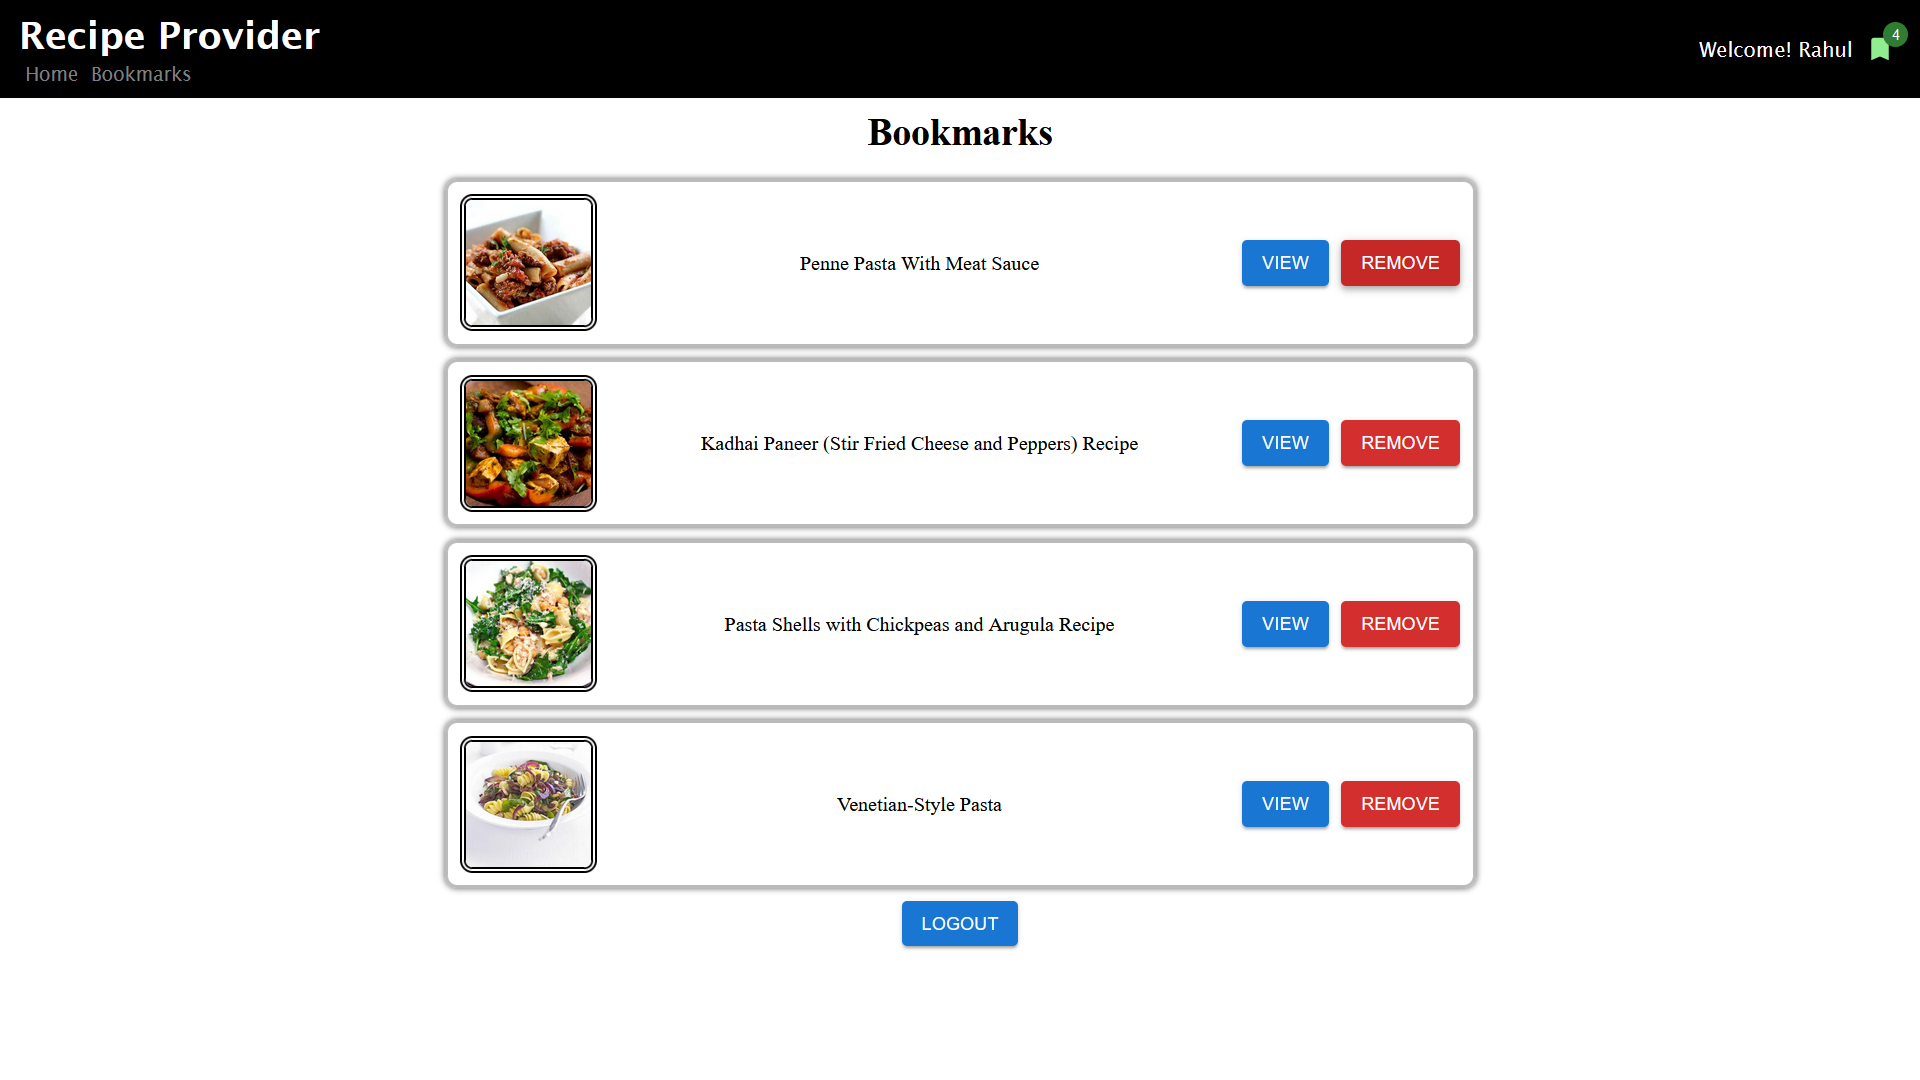 Recipe Provider
Home Bookmarks
Welcome! Rahul 4
Bookmarks
Penne Pasta With Meat Sauce VIEW REMOVE
Kadhai Paneer (Stir Fried Cheese and Peppers) Recipe VIEW REMOVE
Pasta Shells with Chickpeas and Arugula Recipe VIEW REMOVE
Venetian-Style Pasta VIEW REMOVE
LOGOUT